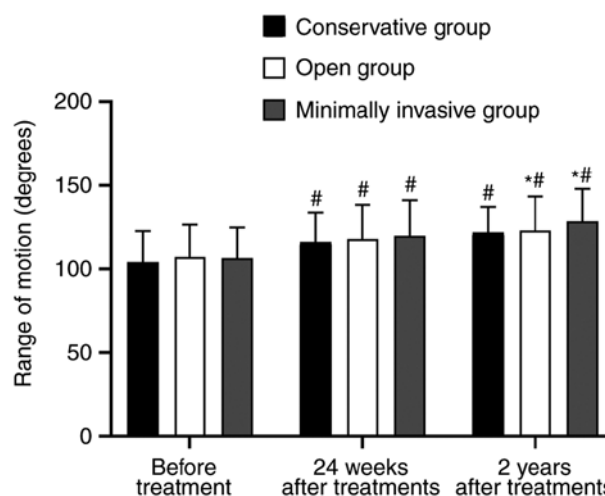 Conservative group
Open group
Minimally invasive group
Range of motion (degrees)
200
150
100
50
0
# # # # *# *#
Before treatment
24 weeks after treatments
2 years after treatments